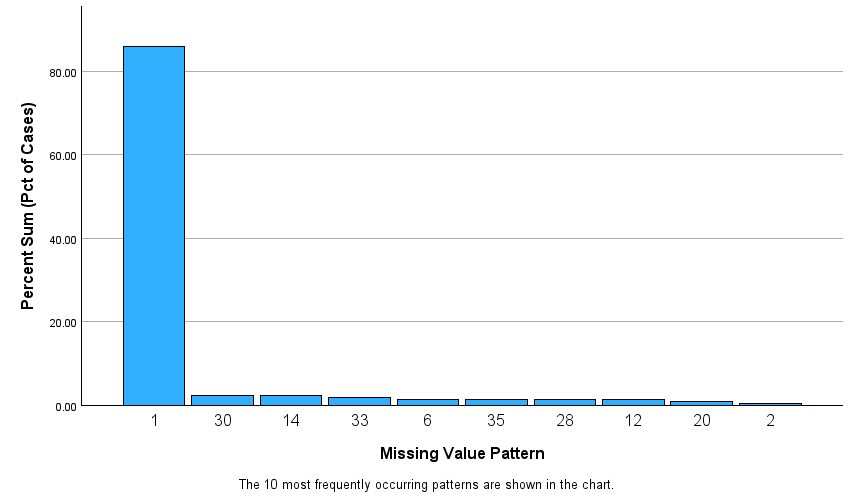 Percent Sum (Pct of Cases)
80.00
60.00
40.00
20.00
0.00
1 30 14 33 6 35 28 12 20 2
Missing Value Pattern
The 10 most frequently occurring patterns are shown in the chart.